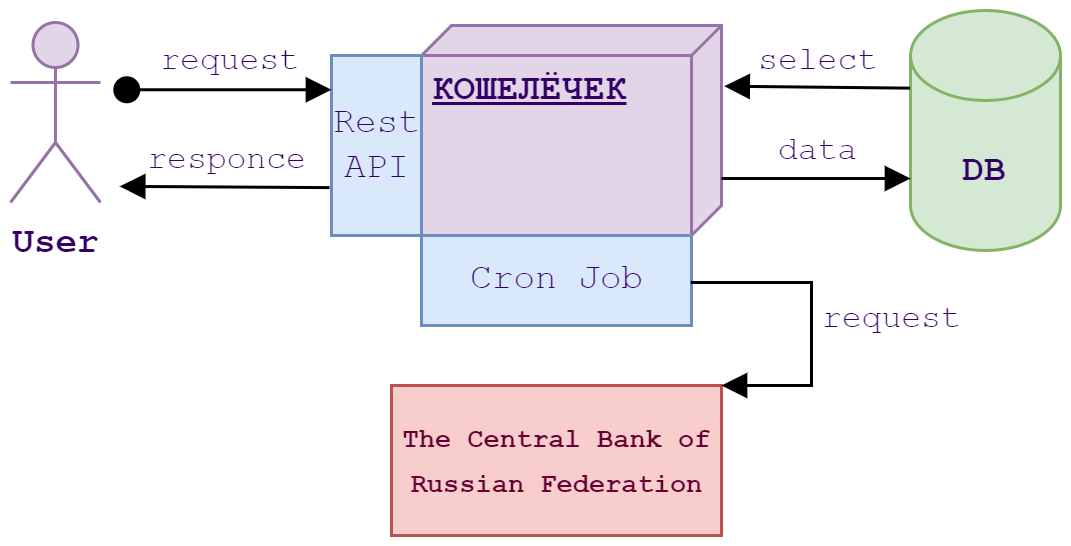 request
select
КОШЕЛЁЧЕК
Rest
API
responce
data
DB
User
Cron Job
request
The Central Bank of
Russian Federation